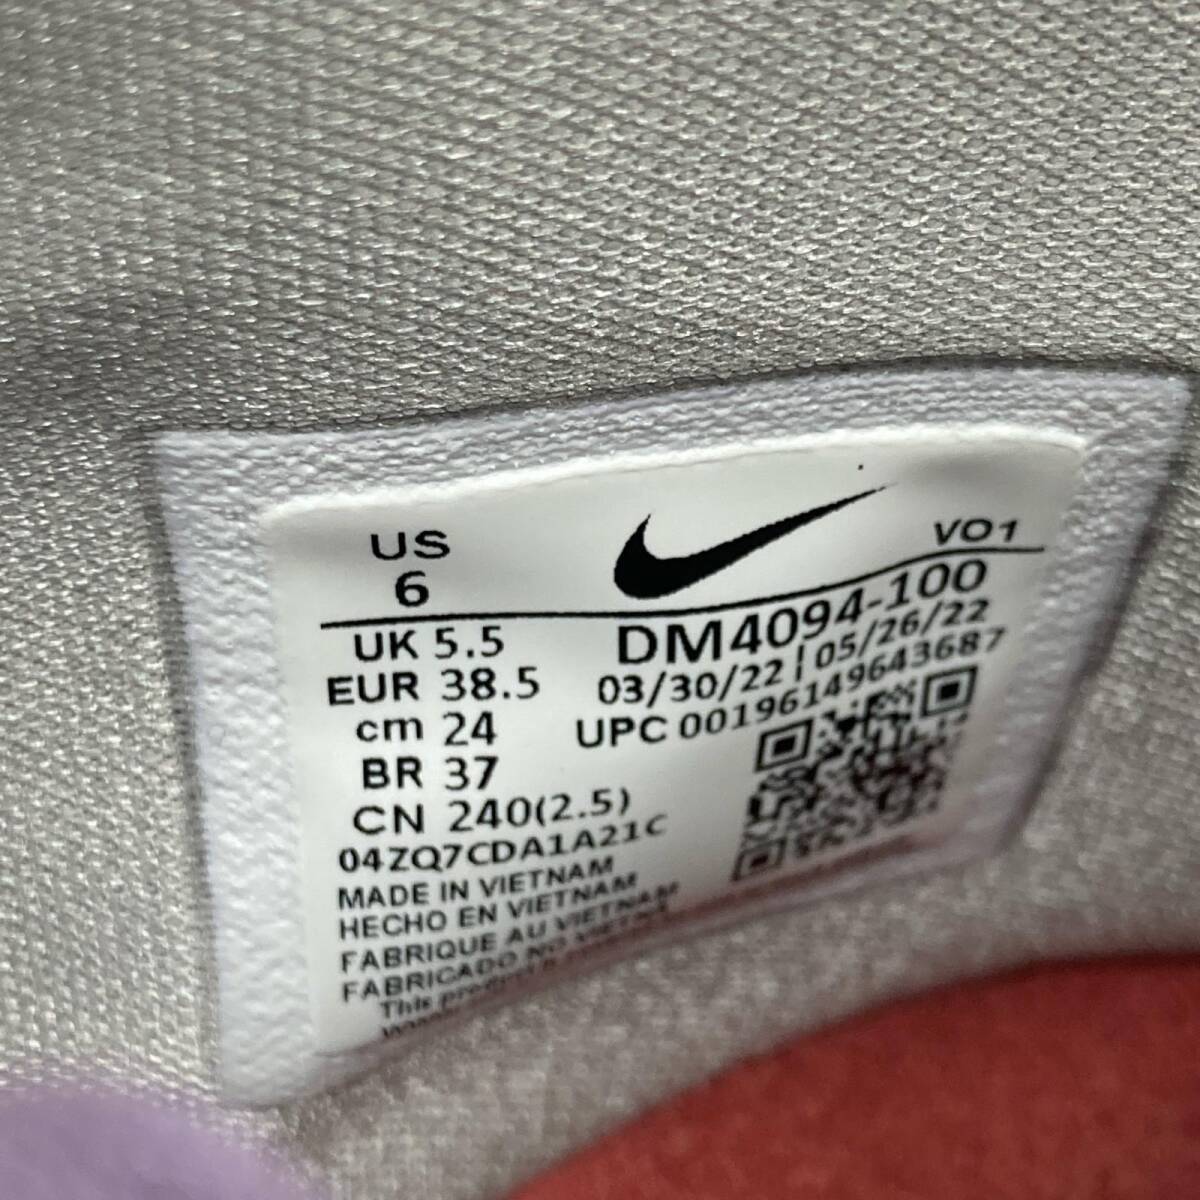 US
6
VO1
UK 5.5
EUR 38.5
cm 24
BR 37
CN 240(2.5)
04ZQ7CDA1A21C
DM4094-100
03/30/22 | 05/26/22
UPC 00196149643687
MADE IN VIETNAM
HECHO EN VIETNAM
FABRIQUE AU VIETNAM
FABRICADO NO VIETNÃ
This product